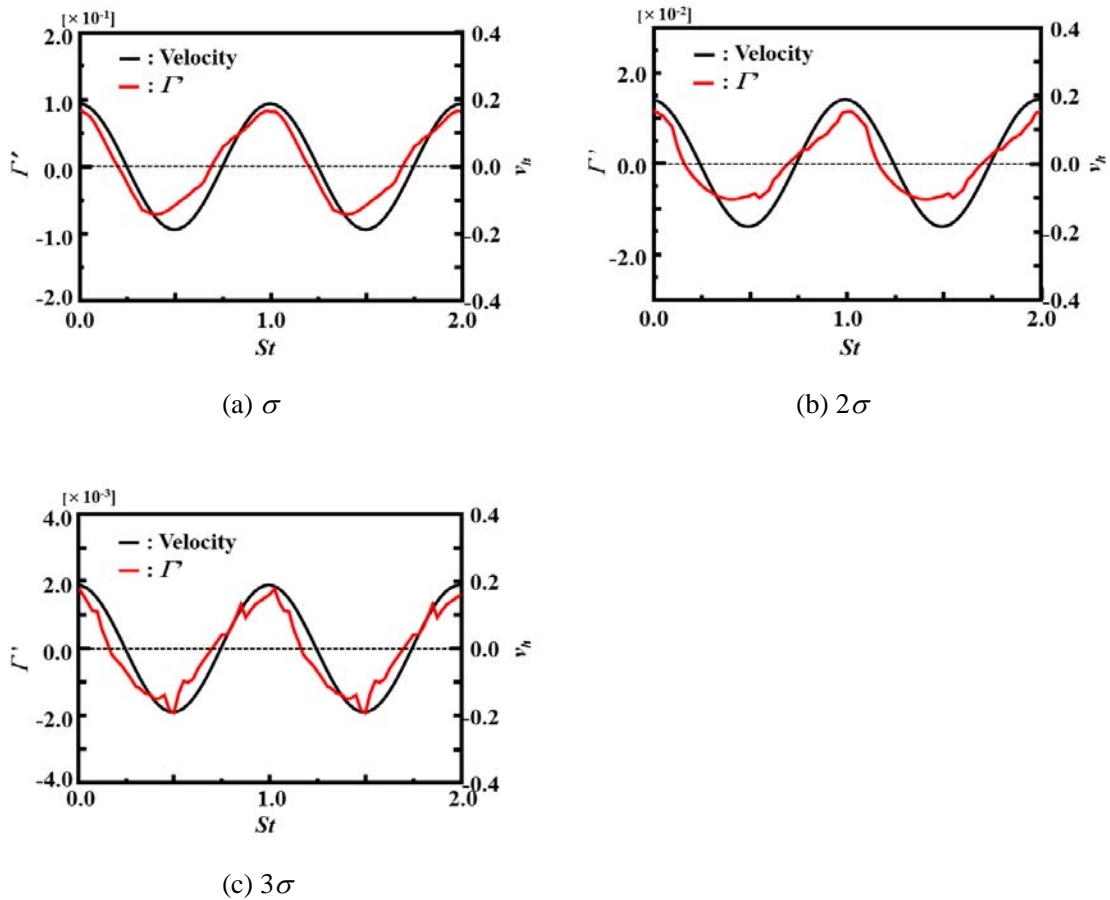 [× 10⁻¹]
2.0
1.0
0.0
-1.0
-2.0
Γ'
: Velocity
: Γ'
0.4
0.2
0.0
-0.2
-0.4
v_h
0.0 1.0 2.0
St
(a) σ
[× 10⁻²]
2.0
0.0
-2.0
Γ'
: Velocity
: Γ'
0.4
0.2
0.0
-0.2
-0.4
v_h
0.0 1.0 2.0
St
(b) 2σ
[× 10⁻³]
4.0
2.0
0.0
-2.0
-4.0
Γ'
: Velocity
: Γ'
0.4
0.2
0.0
-0.2
-0.4
v_h
0.0 1.0 2.0
St
(c) 3σ